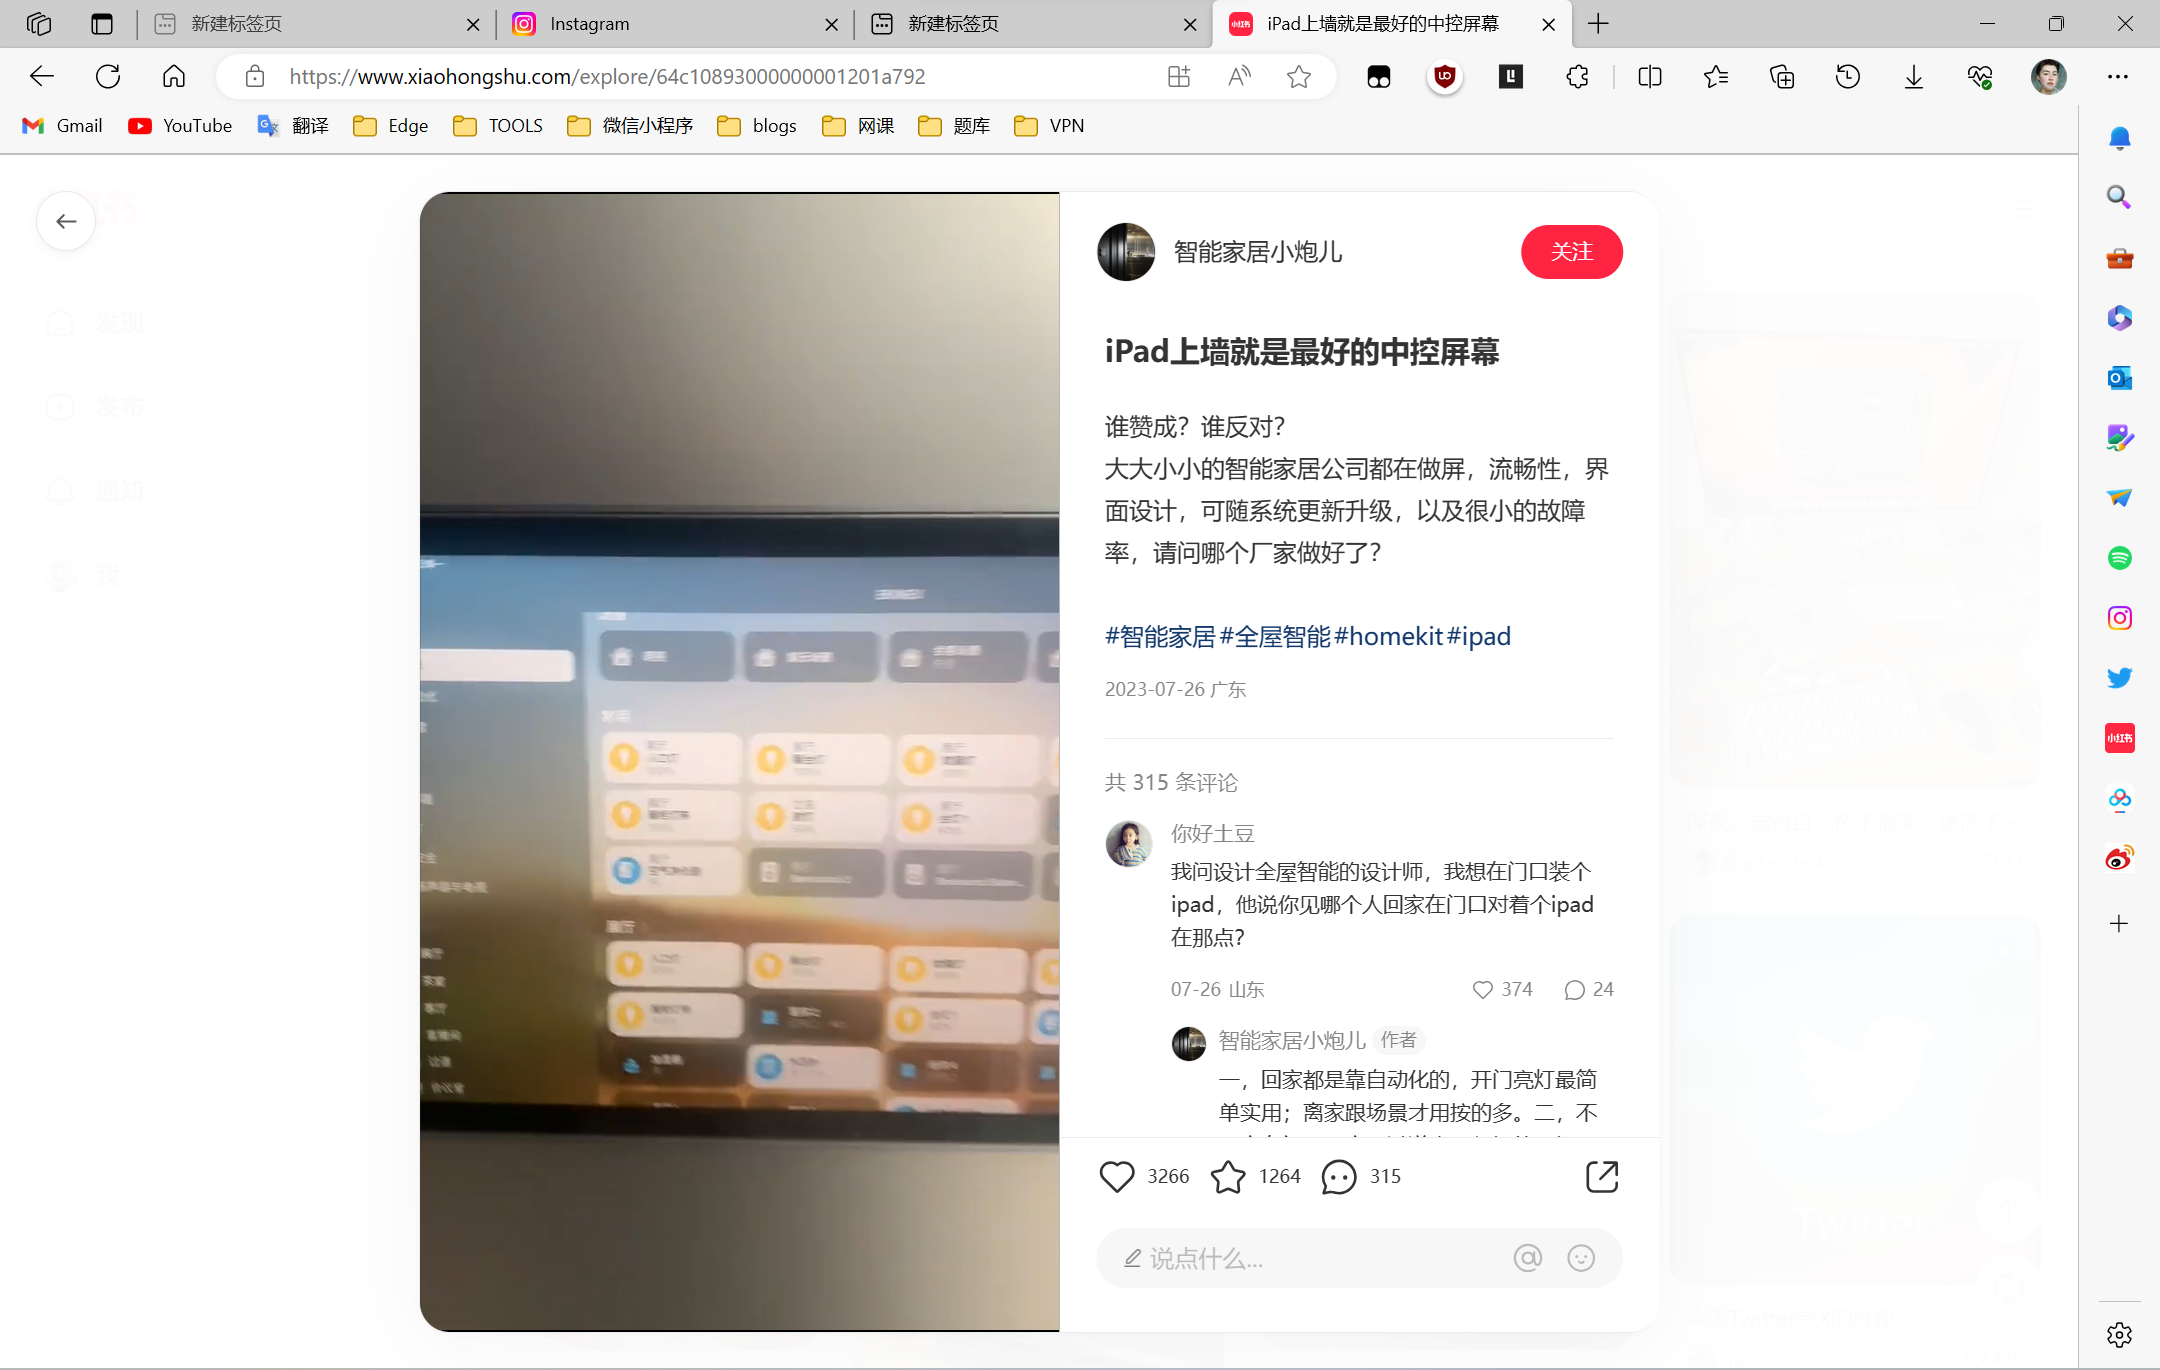 新建标签页
Instagram
新建标签页
iPad上墙就是最好的中控屏幕
https://www.xiaohongshu.com/explore/64c10893000000001201a792
Gmail
YouTube
翻译
Edge
TOOLS
微信小程序
blogs
网课
题库
VPN
发现
发布
通知
我
智能家居小炮儿
关注
iPad上墙就是最好的中控屏幕
谁赞成？谁反对？
大大小小的智能家居公司都在做屏，流畅性，界
面设计，可随系统更新升级，以及很小的故障
率，请问哪个厂家做好了？
#智能家居 #全屋智能 #homekit #ipad
2023-07-26 广东
共 315 条评论
你好土豆
我问设计全屋智能的设计师，我想在门口装个
ipad，他说你见哪个人回家在门口对着个ipad
在那点？
07-26 山东
374
24
智能家居小炮儿 作者
一，回家都是靠自动化的，开门亮灯最简
单实用；离家跟场景才用按的多。二，不
3266
1264
315
说点什么...
小红书
Twitter